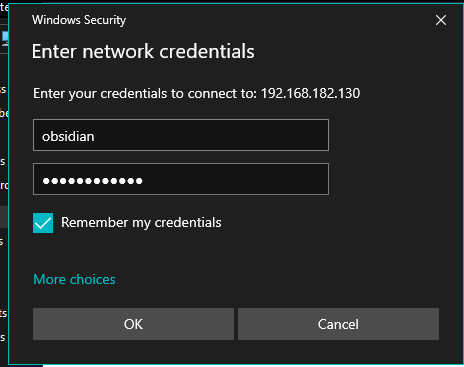 Windows Security
Enter network credentials
Enter your credentials to connect to: 192.168.182.130
obsidian
●●●●●●●●●●●●
Remember my credentials
More choices
OK
Cancel